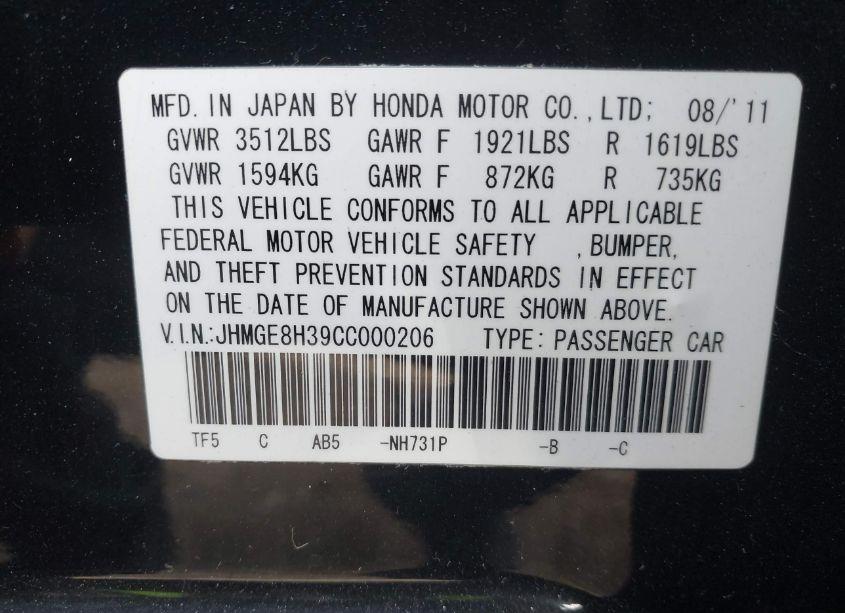 MFD. IN JAPAN BY HONDA MOTOR CO.,LTD; 08/'11
GVWR 3512LBS GAWR F 1921LBS R 1619LBS
GVWR 1594KG GAWR F 872KG R 735KG
THIS VEHICLE CONFORMS TO ALL APPLICABLE
FEDERAL MOTOR VEHICLE SAFETY , BUMPER,
AND THEFT PREVENTION STANDARDS IN EFFECT
ON THE DATE OF MANUFACTURE SHOWN ABOVE.
V.I.N.:JHMGE8H39CC000206 TYPE: PASSENGER CAR
TF5 C AB5 -NH731P -B -C